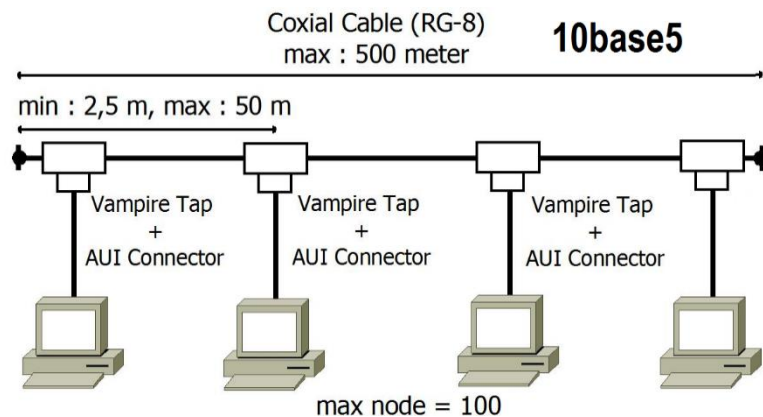 Coxial Cable (RG-8)
max : 500 meter
10base5
min : 2,5 m, max : 50 m
Vampire Tap
+
AUI Connector
Vampire Tap
+
AUI Connector
Vampire Tap
+
AUI Connector
max node = 100